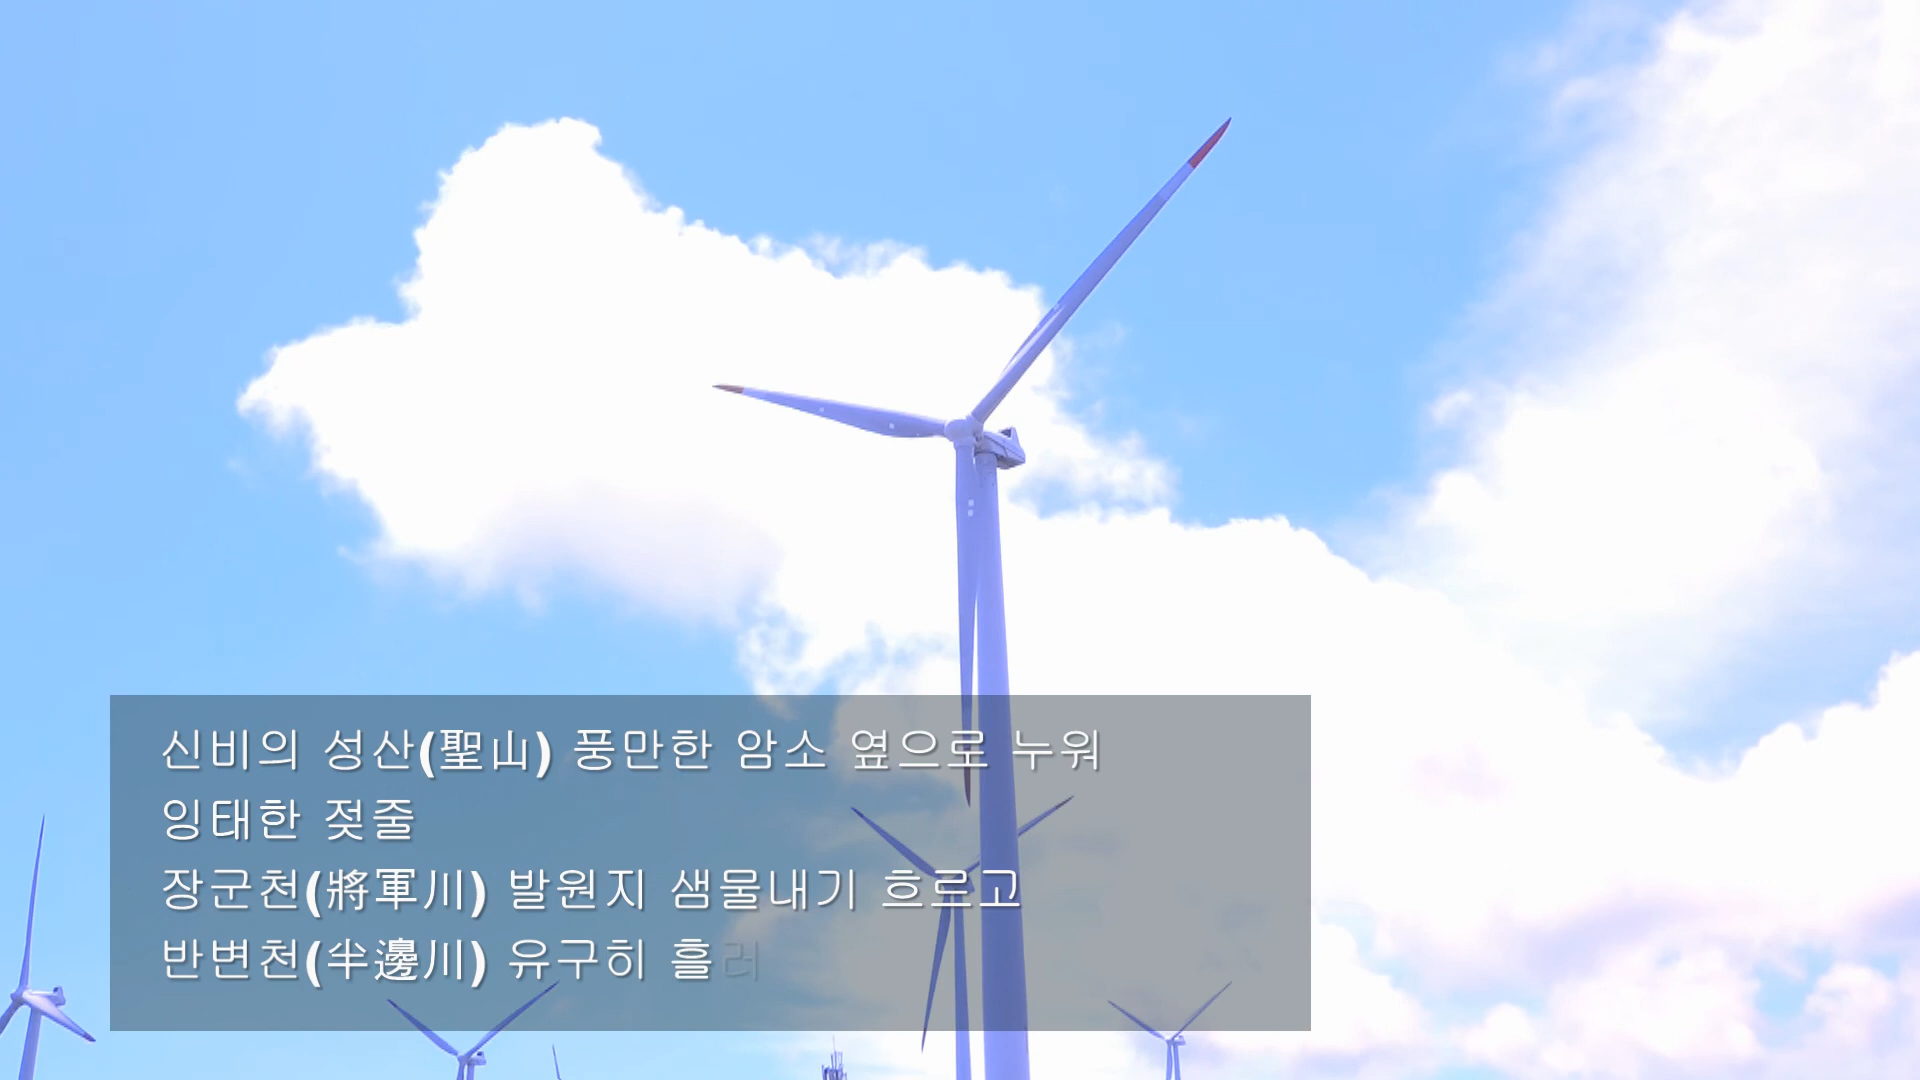 신비의 성산(聖山) 풍만한 암소 옆으로 누워
잉태한 젖줄
장군천(將軍川) 발원지 샘물내기 흐르고
반변천(半邊川) 유구히 흘러